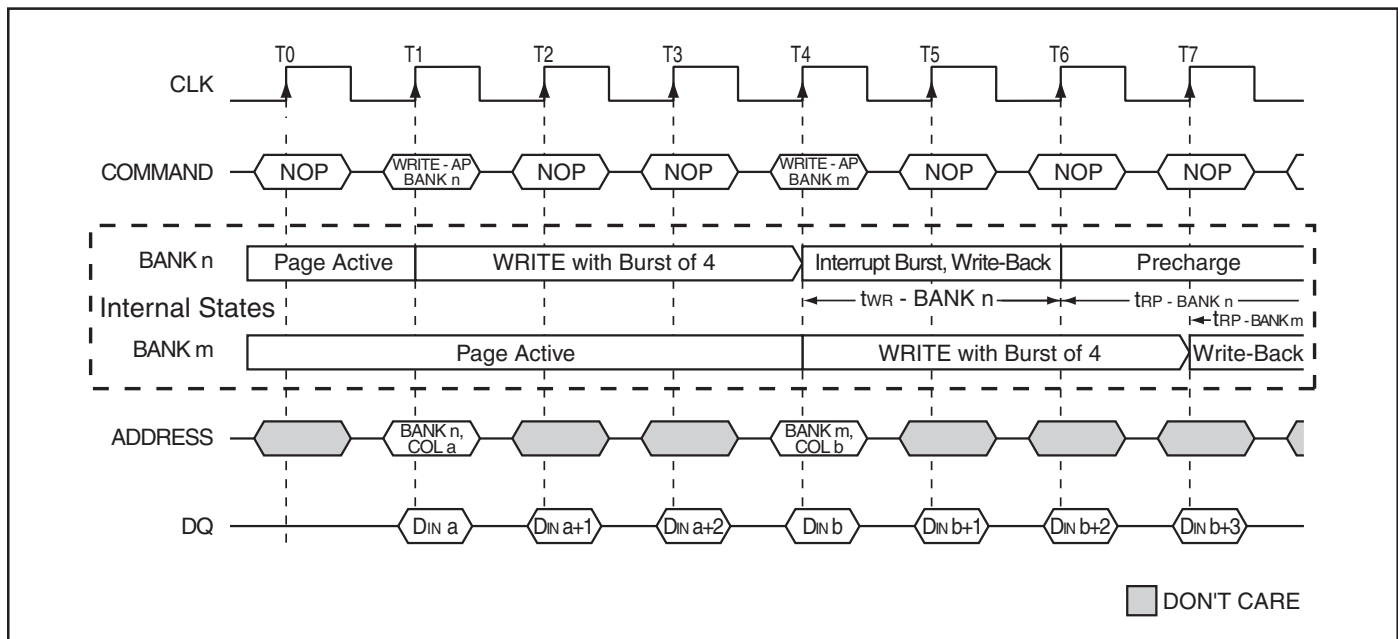 T0 T1 T2 T3 T4 T5 T6 T7
CLK
COMMAND NOP WRITE - AP BANK n NOP NOP WRITE - AP BANK m NOP NOP NOP
BANK n Page Active WRITE with Burst of 4 Interrupt Burst, Write-Back Precharge
Internal States tWR - BANK n tRP - BANK n
tRP - BANK m
BANK m Page Active WRITE with Burst of 4 Write-Back
ADDRESS BANK n, COL a BANK m, COL b
DQ DIN a DIN a+1 DIN a+2 DIN b DIN b+1 DIN b+2 DIN b+3
DON'T CARE